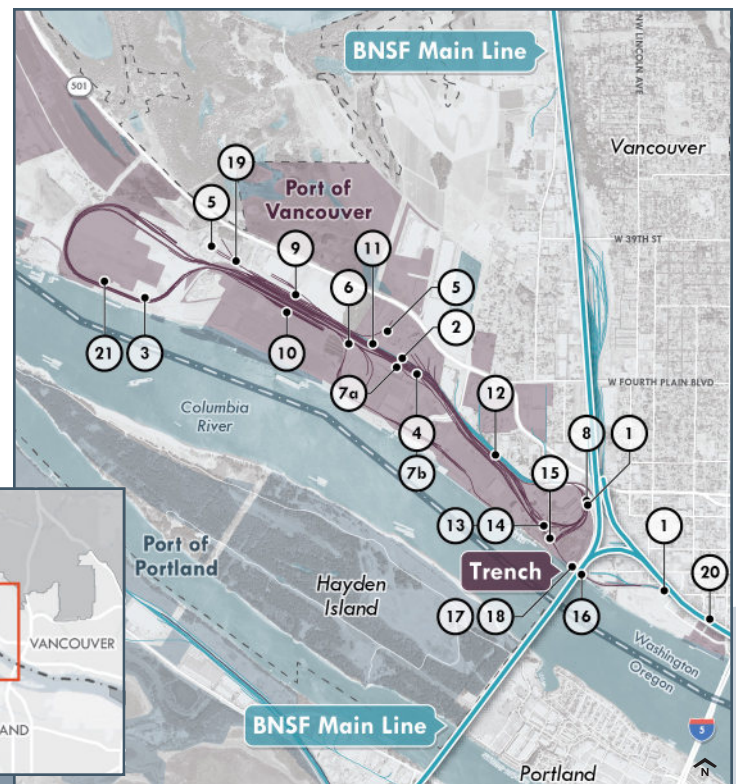 BNSF Main Line
NW LINCOLN AVE
501
Vancouver
19
Port of
Vancouver
5
W 39TH ST
9
11
5
6
2
21
3
10
7a
W FOURTH PLAIN BLVD
Columbia
River
12
4
8
1
7b
15
13
14
1
Port of
Portland
Trench
20
Hayden
Island
17
18
16
VANCOUVER
Washington
Oregon
AND
BNSF Main Line
5
N
Portland